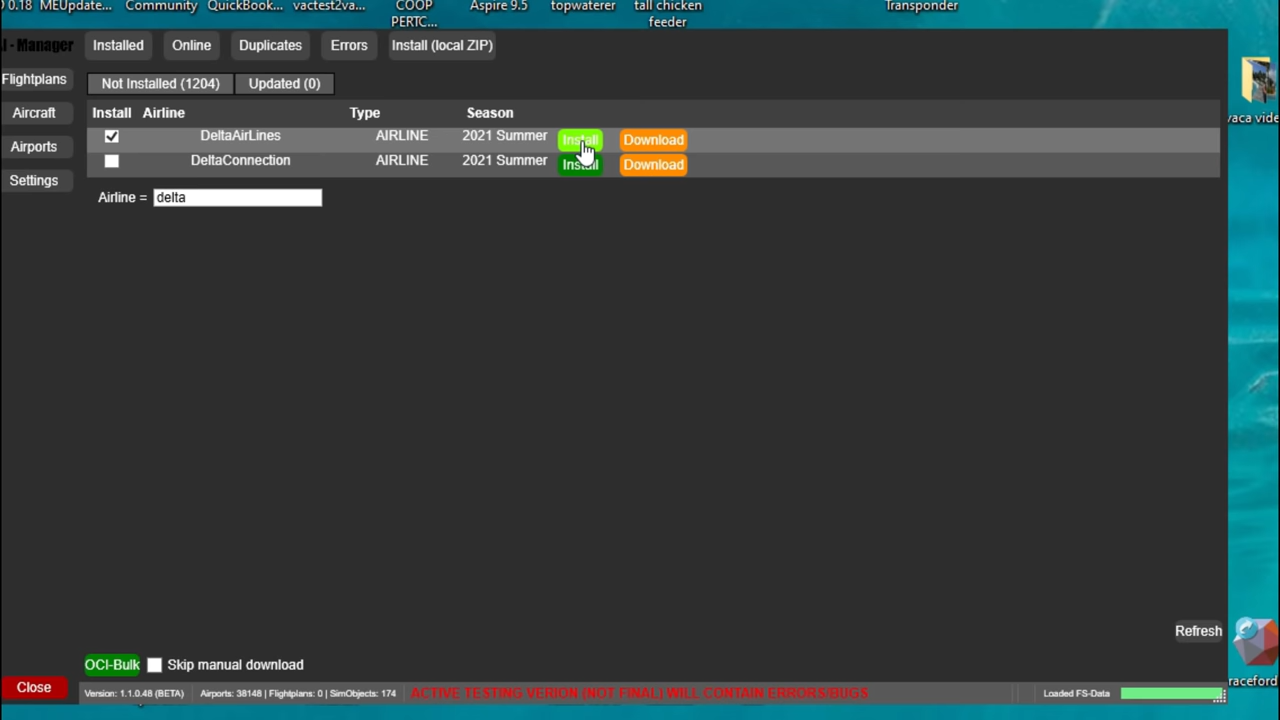 0.18 MEUpdate... Community QuickBook... vactest2va... COOP PERTC... Aspire 9.5 topwaterer tall chicken feeder Transponder
I - Manager Installed Online Duplicates Errors Install (local ZIP)
Flightplans
Aircraft
Airports
Settings
Not Installed (1204) Updated (0)
Install Airline Type Season
DeltaAirLines AIRLINE 2021 Summer Install Download
DeltaConnection AIRLINE 2021 Summer Install Download
Airline = delta
vaca vide
Refresh
raceford
OCI-Bulk Skip manual download
Close Version: 1.1.0.48 (BETA) Airports: 38148 | Flightplans: 0 | SimObjects: 174 ACTIVE TESTING VERION (NOT FINAL) WILL CONTAIN ERRORS/BUGS Loaded FS-Data